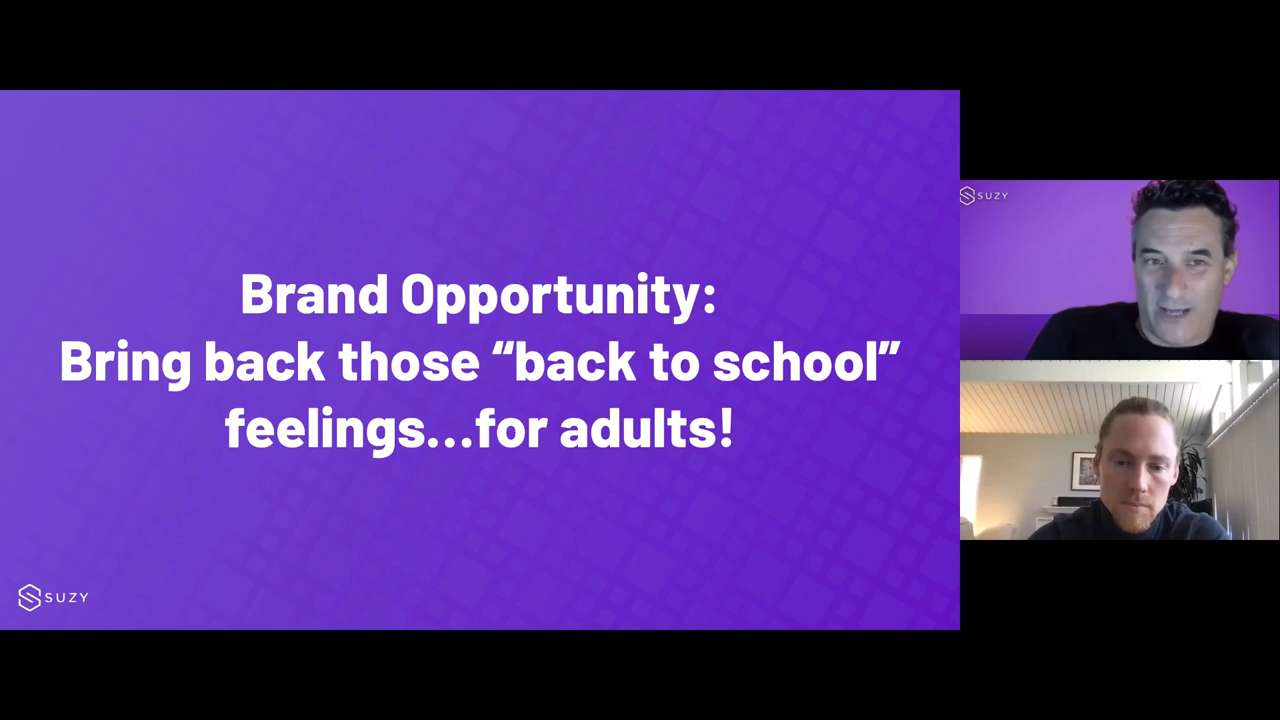 Brand Opportunity:
Bring back those “back to school”
feelings...for adults!
SUZY
SUZY